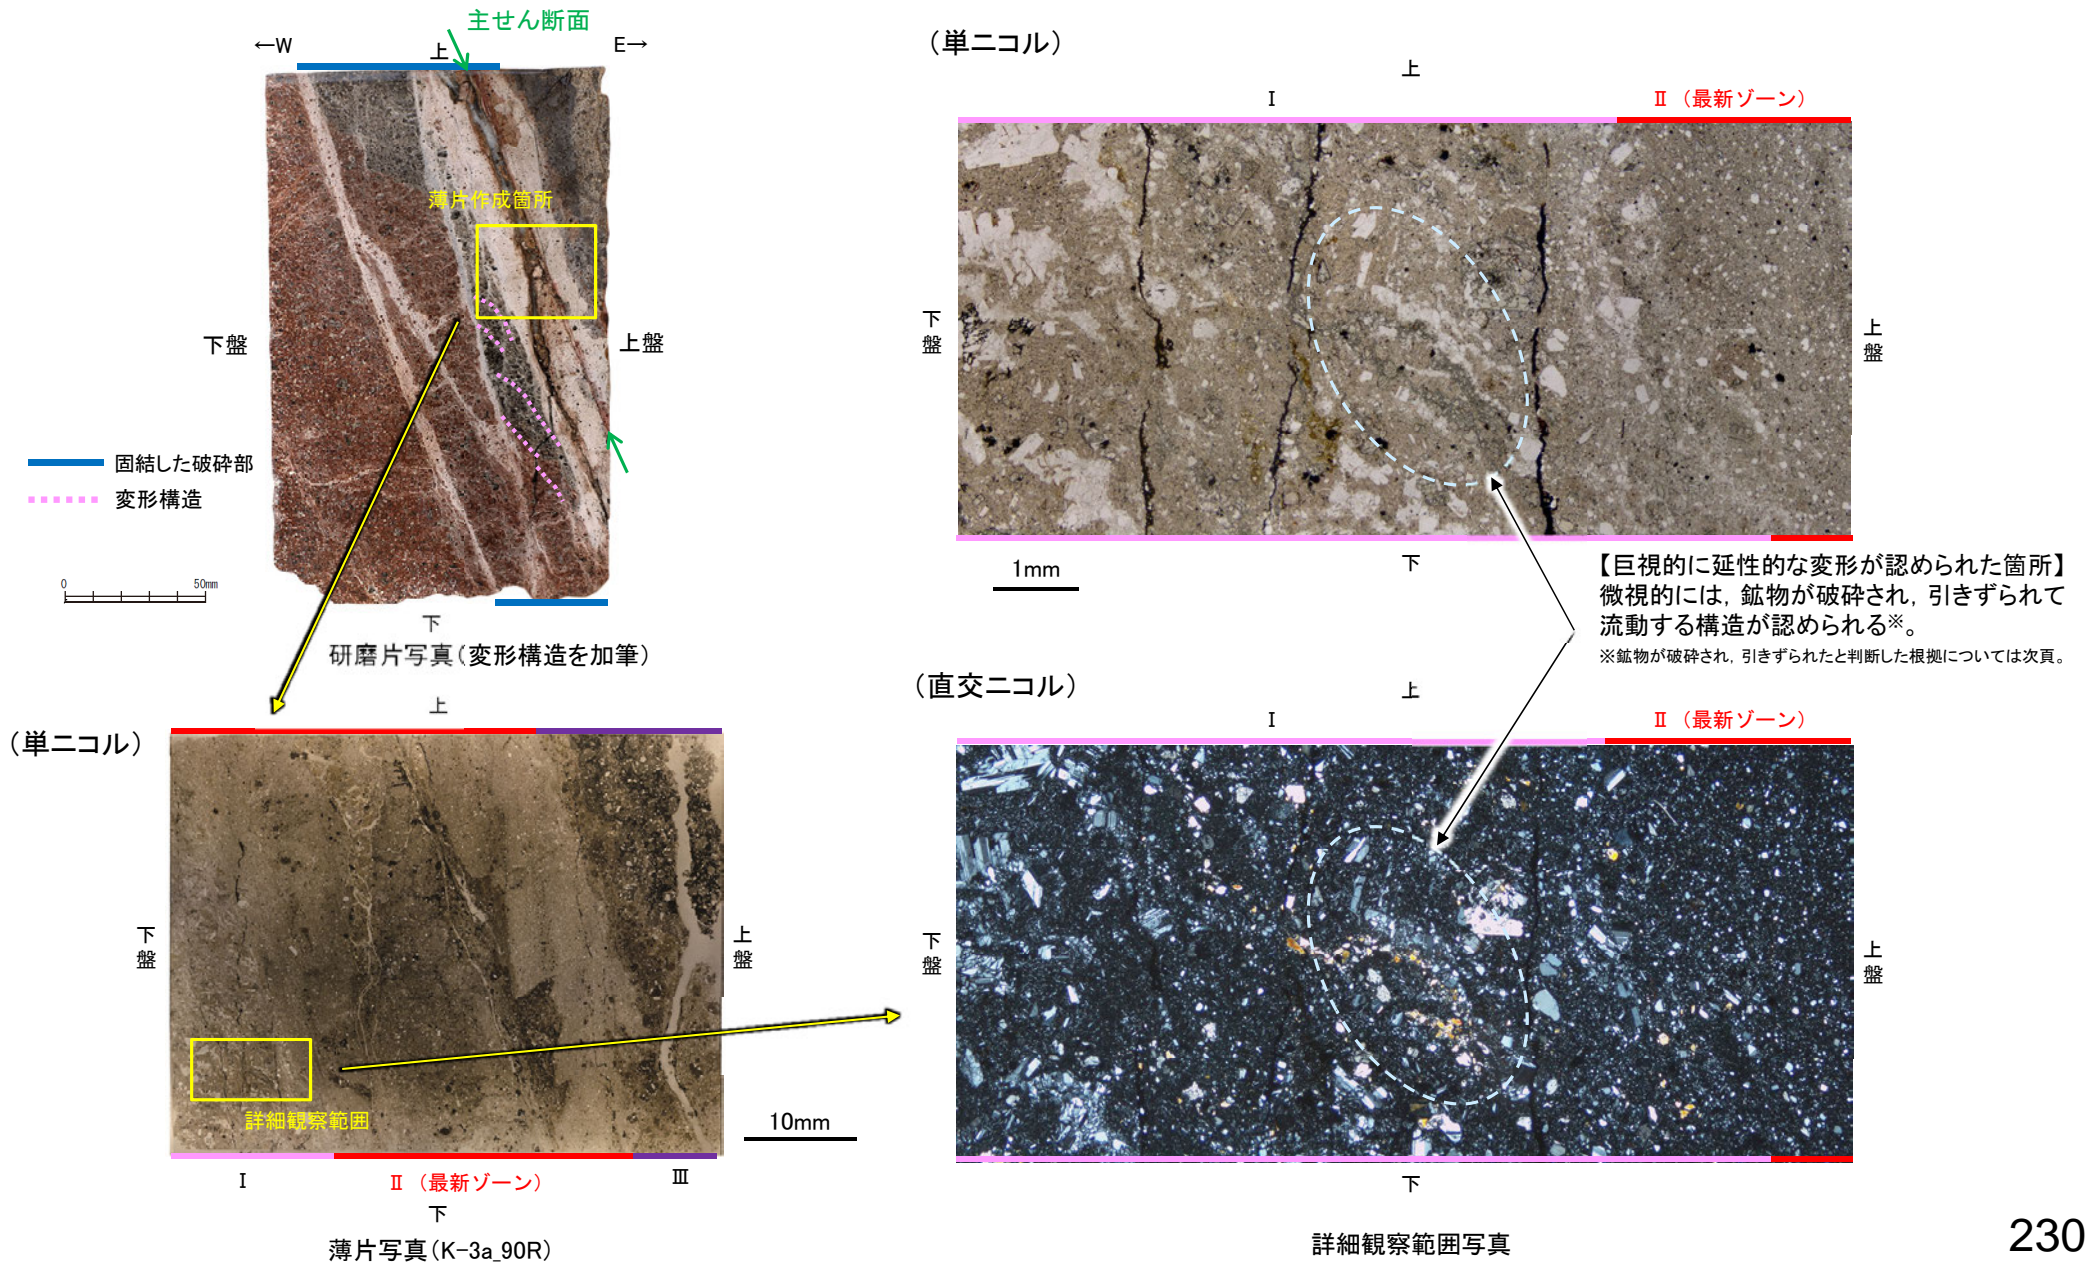 主せん断面
←W
上
E→
薄片作成箇所
下盤
上盤
固結した破砕部
変形構造
0
50mm
下
研磨片写真(変形構造を加筆)
(単ニコル)
上
下盤
上盤
詳細観察範囲
10mm
Ⅰ
Ⅱ (最新ゾーン)
Ⅲ
下
薄片写真(K-3a_90R)
(単ニコル)
上
Ⅰ
Ⅱ (最新ゾーン)
下盤
上盤
下
1mm
【巨視的に延性的な変形が認められた箇所】
微視的には, 鉱物が破砕され, 引きずられて
流動する構造が認められる※。
※鉱物が破砕され, 引きずられたと判断した根拠については次頁。
(直交ニコル)
上
Ⅰ
Ⅱ (最新ゾーン)
下盤
上盤
下
詳細観察範囲写真
230